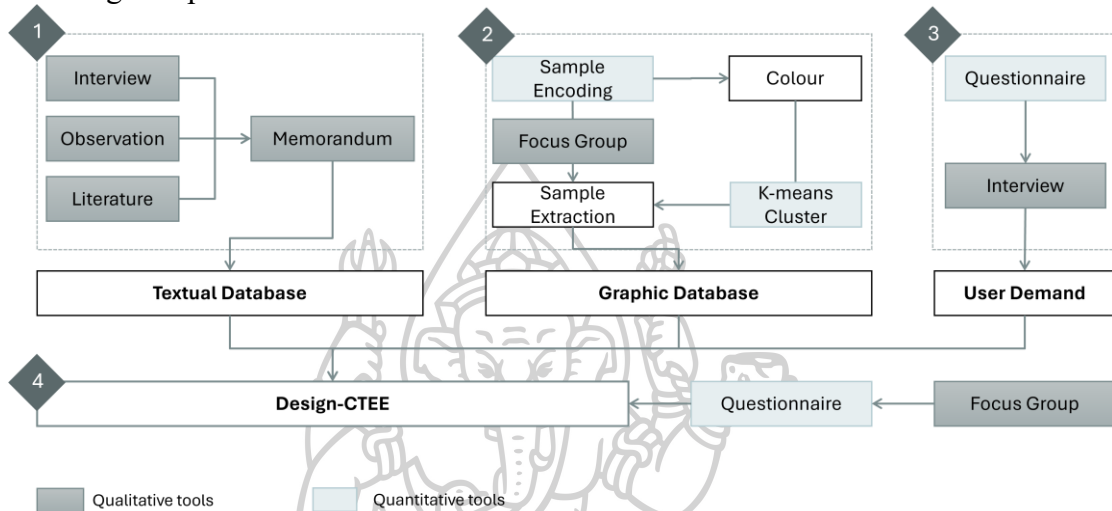 1
2
3
Interview
Observation
Literature
Memorandum
Sample
Encoding
Colour
Focus Group
Sample
Extraction
K-means
Cluster
Questionnaire
Interview
Textual Database
Graphic Database
User Demand
4
Design-CTEE
Questionnaire
Focus Group
Qualitative tools
Quantitative tools